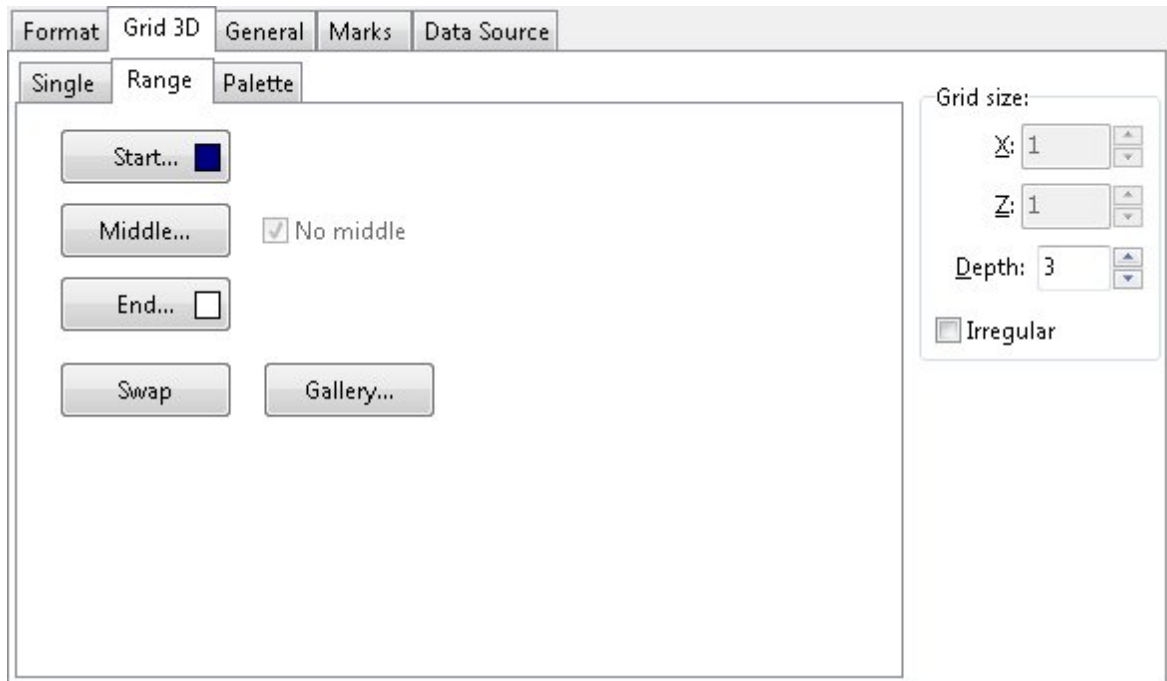 Format Grid 3D General Marks Data Source
Single Range Palette
Grid size:
Start...
X: 1
Middle... No middle
Z: 1
End...
Depth: 3
Irregular
Swap Gallery...